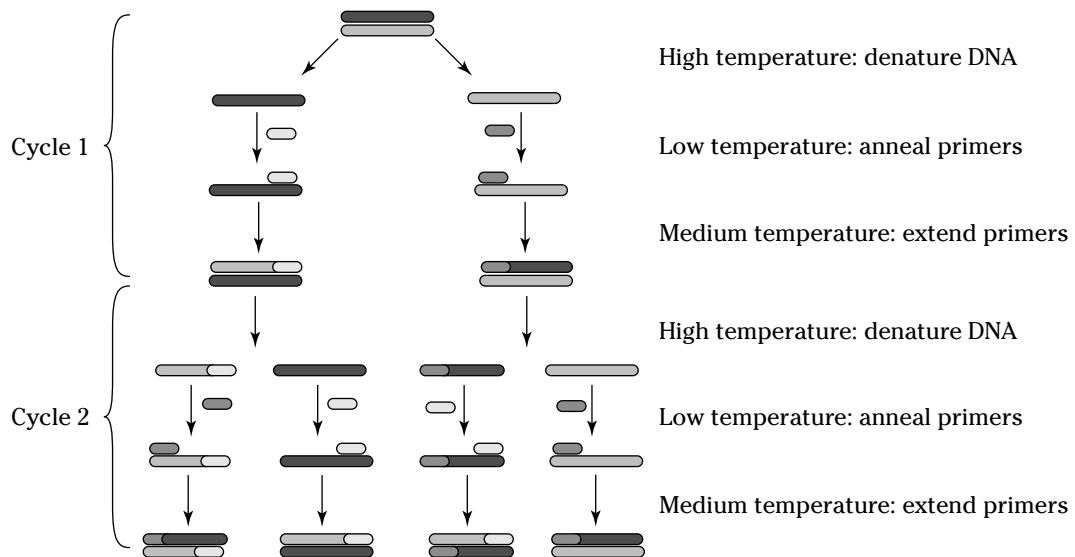 High temperature: denature DNA
Cycle 1
Low temperature: anneal primers
Medium temperature: extend primers
High temperature: denature DNA
Cycle 2
Low temperature: anneal primers
Medium temperature: extend primers